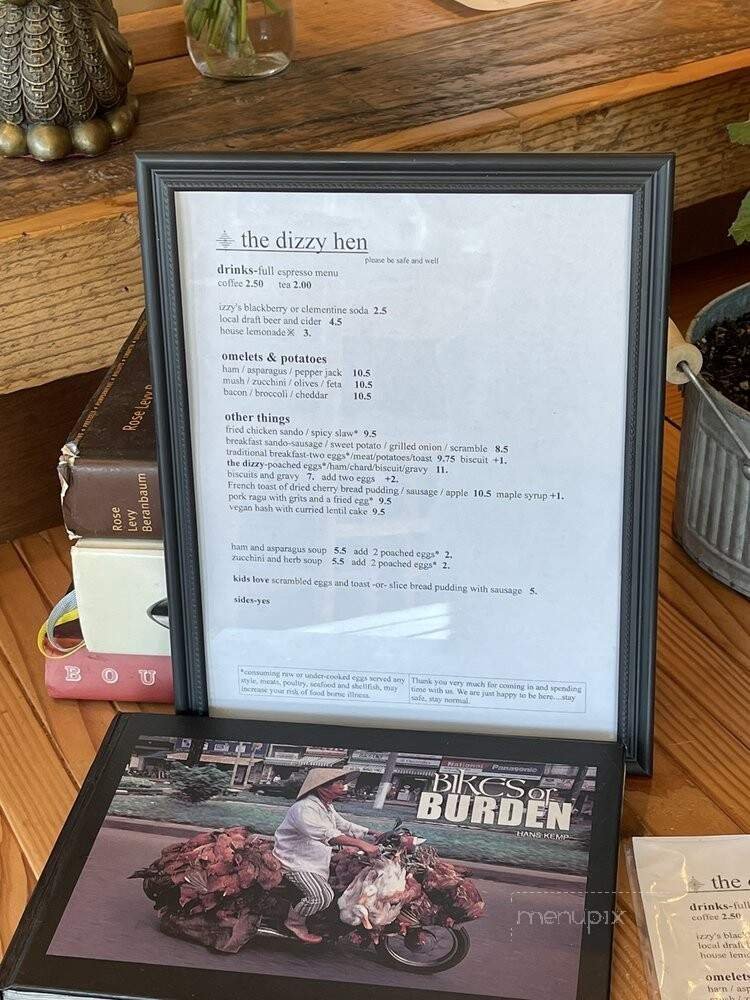 the dizzy hen
please be safe and well
drinks-full espresso menu
coffee 2.50 tea 2.00
izzy's blackberry or clementine soda 2.5
local draft beer and cider 4.5
house lemonade※ 3.
omelets & potatoes
ham / asparagus / pepper jack 10.5
mush / zucchini / olives / feta 10.5
bacon / broccoli / cheddar 10.5
other things
fried chicken sando / spicy slaw* 9.5
breakfast sando-sausage / sweet potato / grilled onion / scramble 8.5
traditional breakfast-two eggs*/meat/potatoes/toast 9.75 biscuit +1.
the dizzy-poached eggs*/ham/chard/biscuit/gravy 11.
biscuits and gravy 7. add two eggs +2.
French toast of dried cherry bread pudding / sausage / apple 10.5 maple syrup +1.
pork ragu with grits and a fried egg* 9.5
vegan hash with curried lentil cake 9.5
ham and asparagus soup 5.5 add 2 poached eggs* 2.
zucchini and herb soup 5.5 add 2 poached eggs* 2.
kids love scrambled eggs and toast -or- slice bread pudding with sausage 5.
sides-yes
*consuming raw or under-cooked eggs served any
style, meats, poultry, seafood and shellfish, may
increase your risk of food borne illness.
Thank you very much for coming in and spending
time with us. We are just happy to be here....stay
safe, stay normal.
Rose Levy
Rose
Levy
Beranbaum
BOU
National Panasonic
BIKES OF
BURDEN
HANS KEMP
menupix
the
drinks-full
coffee 2.50
izzy's black
local draft
house lem
omelets
ham / asp